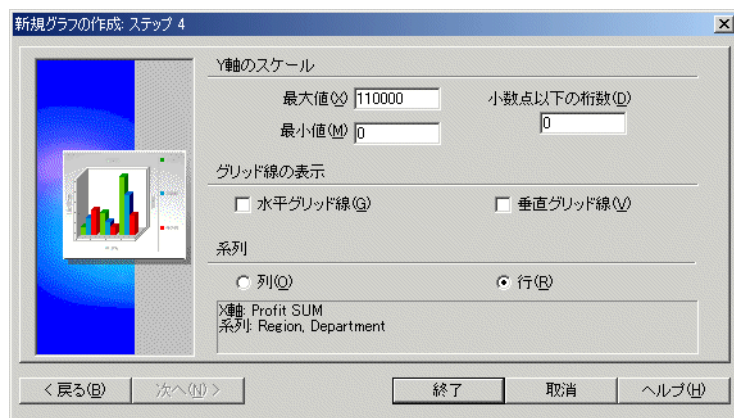 新規グラフの作成: ステップ 4
Y軸のスケール
最大値(X) 110000
小数点以下の桁数(D)
0
最小値(M) 0
グリッド線の表示
水平グリッド線(G)
垂直グリッド線(V)
系列
列(O)
行(R)
X軸: Profit SUM
系列: Region, Department
< 戻る(B)
次へ(N) >
終了
取消
ヘルプ(H)